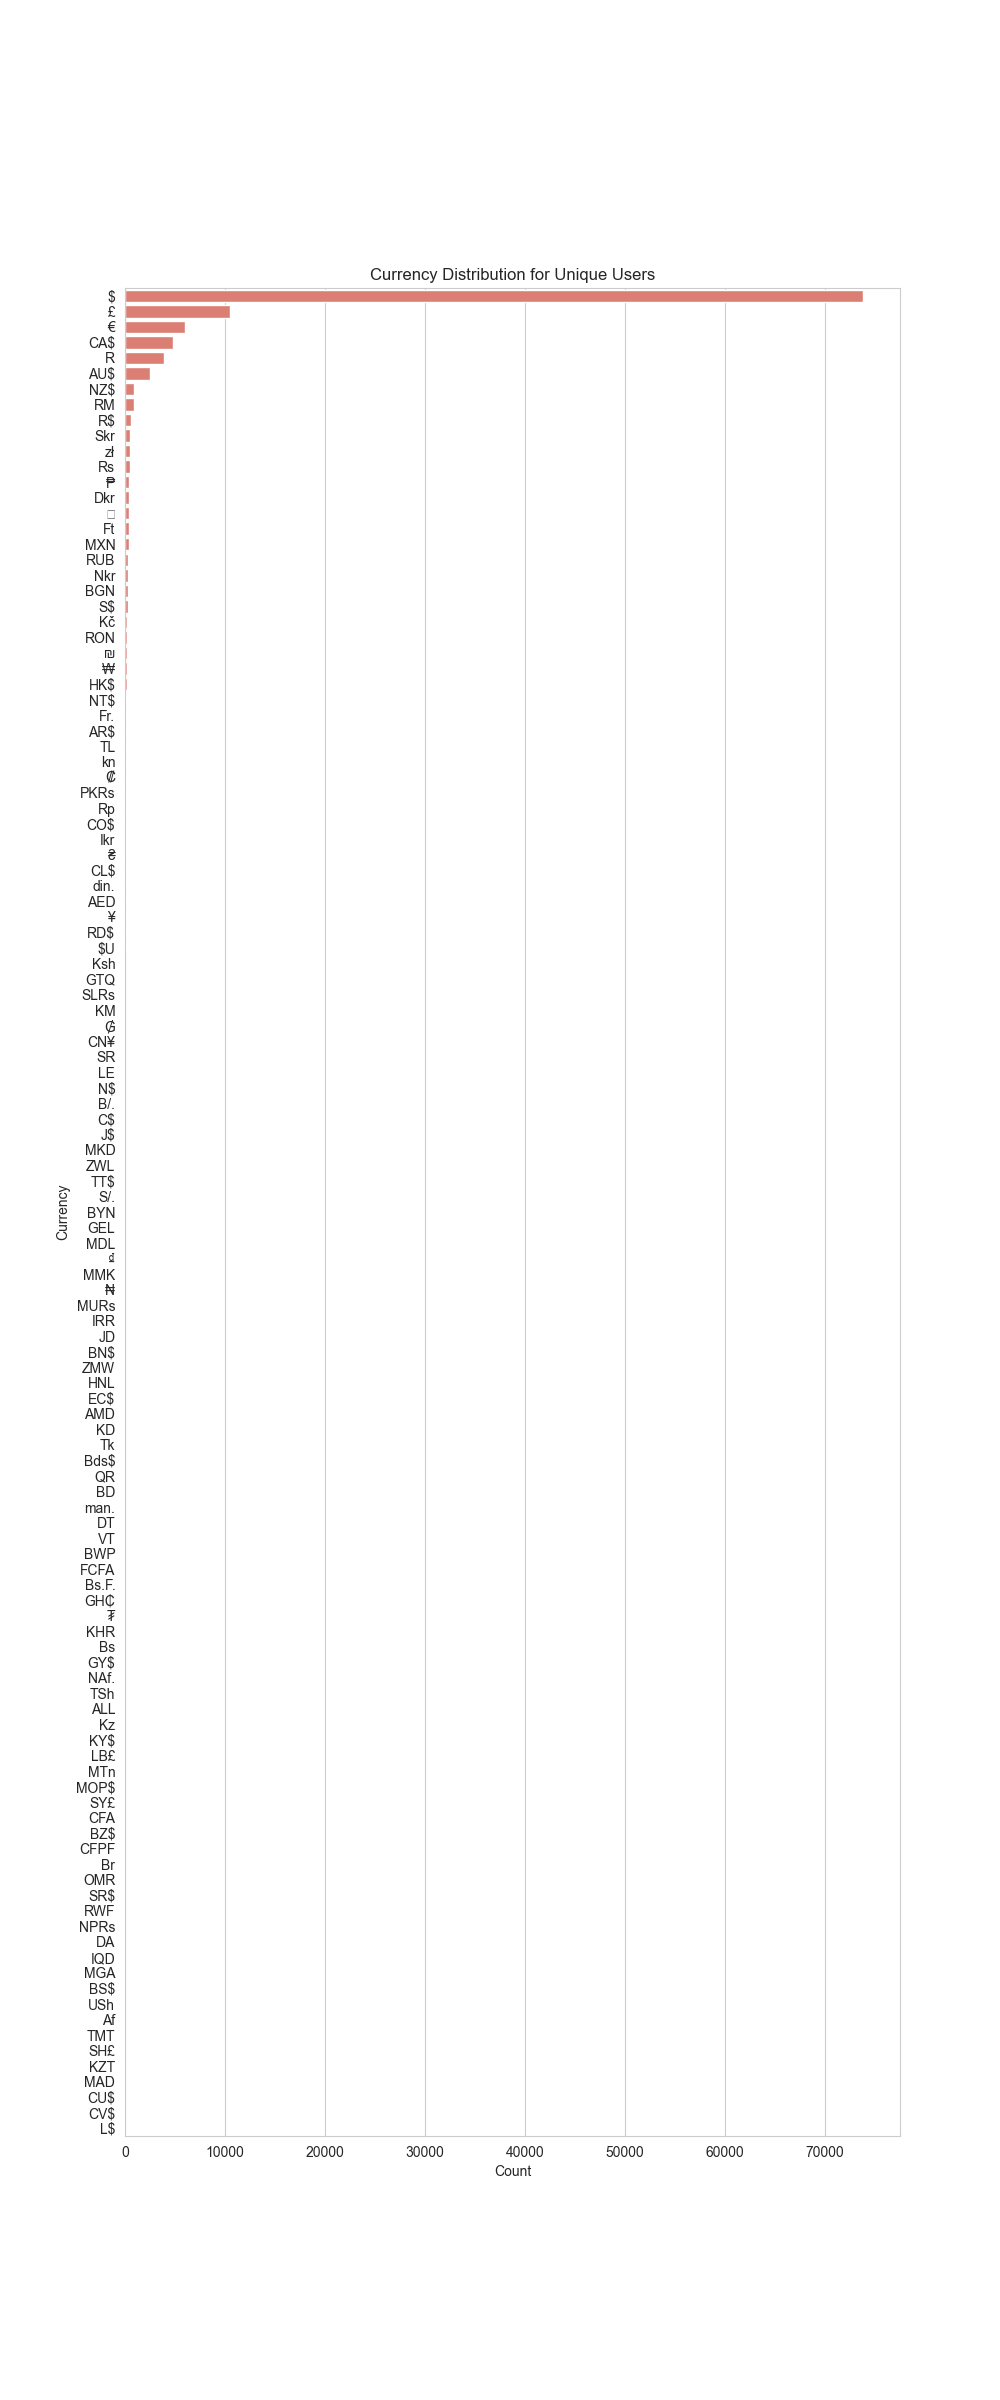 Currency Distribution for Unique Users
$
£
€
CA$
R
AU$
NZ$
RM
R$
Skr
zł
Rs
₱
Dkr
□
Ft
MXN
RUB
Nkr
BGN
S$
Kč
RON
₪
₩
HK$
NT$
Fr.
AR$
TL
kn
₡
PKRs
Rp
CO$
Ikr
₴
CL$
din.
AED
¥
RD$
$U
Ksh
GTQ
SLRs
KM
₲
CN¥
SR
LE
N$
B/.
C$
J$
MKD
ZWL
TT$
S/.
BYN
GEL
MDL
₫
MMK
₦
MURs
IRR
JD
BN$
ZMW
HNL
EC$
AMD
KD
Tk
Bds$
QR
BD
man.
DT
VT
BWP
FCFA
Bs.F.
GH₵
₮
KHR
Bs
GY$
NAf.
TSh
ALL
Kz
KY$
LB£
MTn
MOP$
SY£
CFA
BZ$
CFPF
Br
OMR
SR$
RWF
NPRs
DA
IQD
MGA
BS$
USh
Af
TMT
SH£
KZT
MAD
CU$
CV$
L$
Currency
0 10000 20000 30000 40000 50000 60000 70000
Count